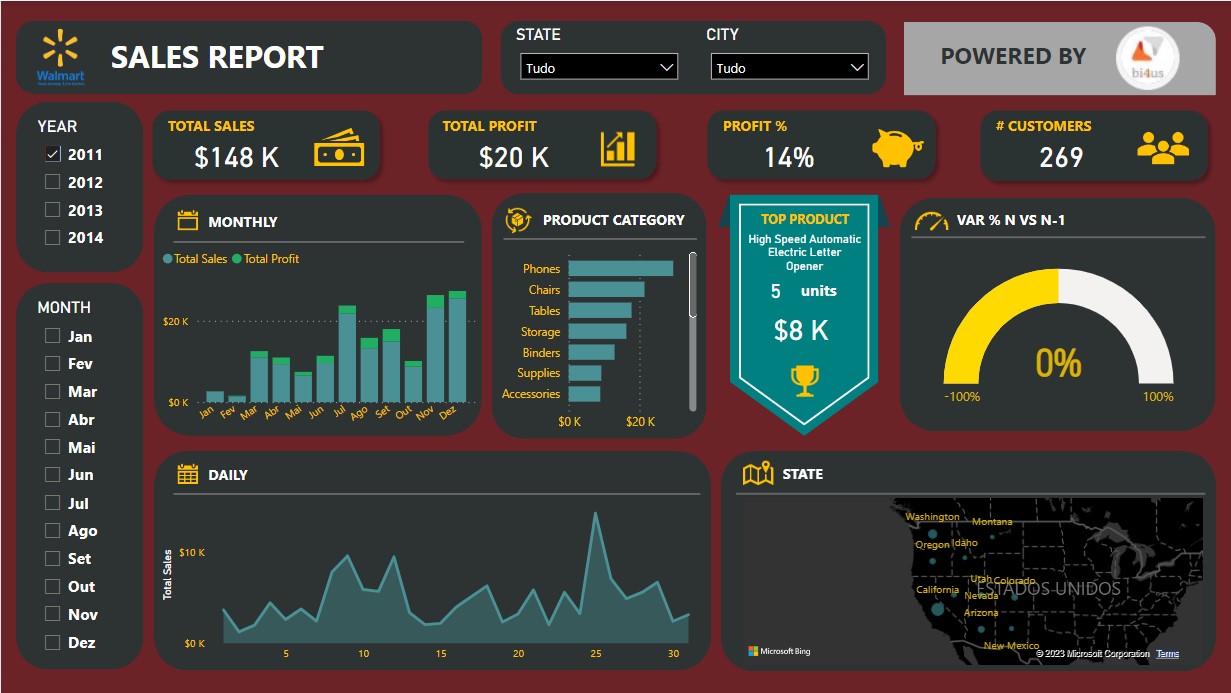 Walmart
SALES REPORT
STATE
Tudo
CITY
Tudo
POWERED BY
bi4us
YEAR
2011
2012
2013
2014
MONTH
Jan
Fev
Mar
Abr
Mai
Jun
Jul
Ago
Set
Out
Nov
Dez
TOTAL SALES
$148 K
TOTAL PROFIT
$20 K
PROFIT %
14%
# CUSTOMERS
269
MONTHLY
Total Sales Total Profit
$20 K
$0 K
Jan Fev Mar Abr Mai Jun Jul Ago Set Out Nov Dez
PRODUCT CATEGORY
Phones
Chairs
Tables
Storage
Binders
Supplies
Accessories
$0 K $20 K
TOP PRODUCT
High Speed Automatic
Electric Letter
Opener
5 units
$8 K
VAR % N VS N-1
0%
-100% 100%
DAILY
Total Sales
$10 K
$0 K
5 10 15 20 25 30
STATE
Washington
Montana
Oregon
Idaho
Utah
Colorado
California
Nevada
ESTADOS UNIDOS
Arizona
New Mexico
Microsoft Bing
© 2023 Microsoft Corporation Terms